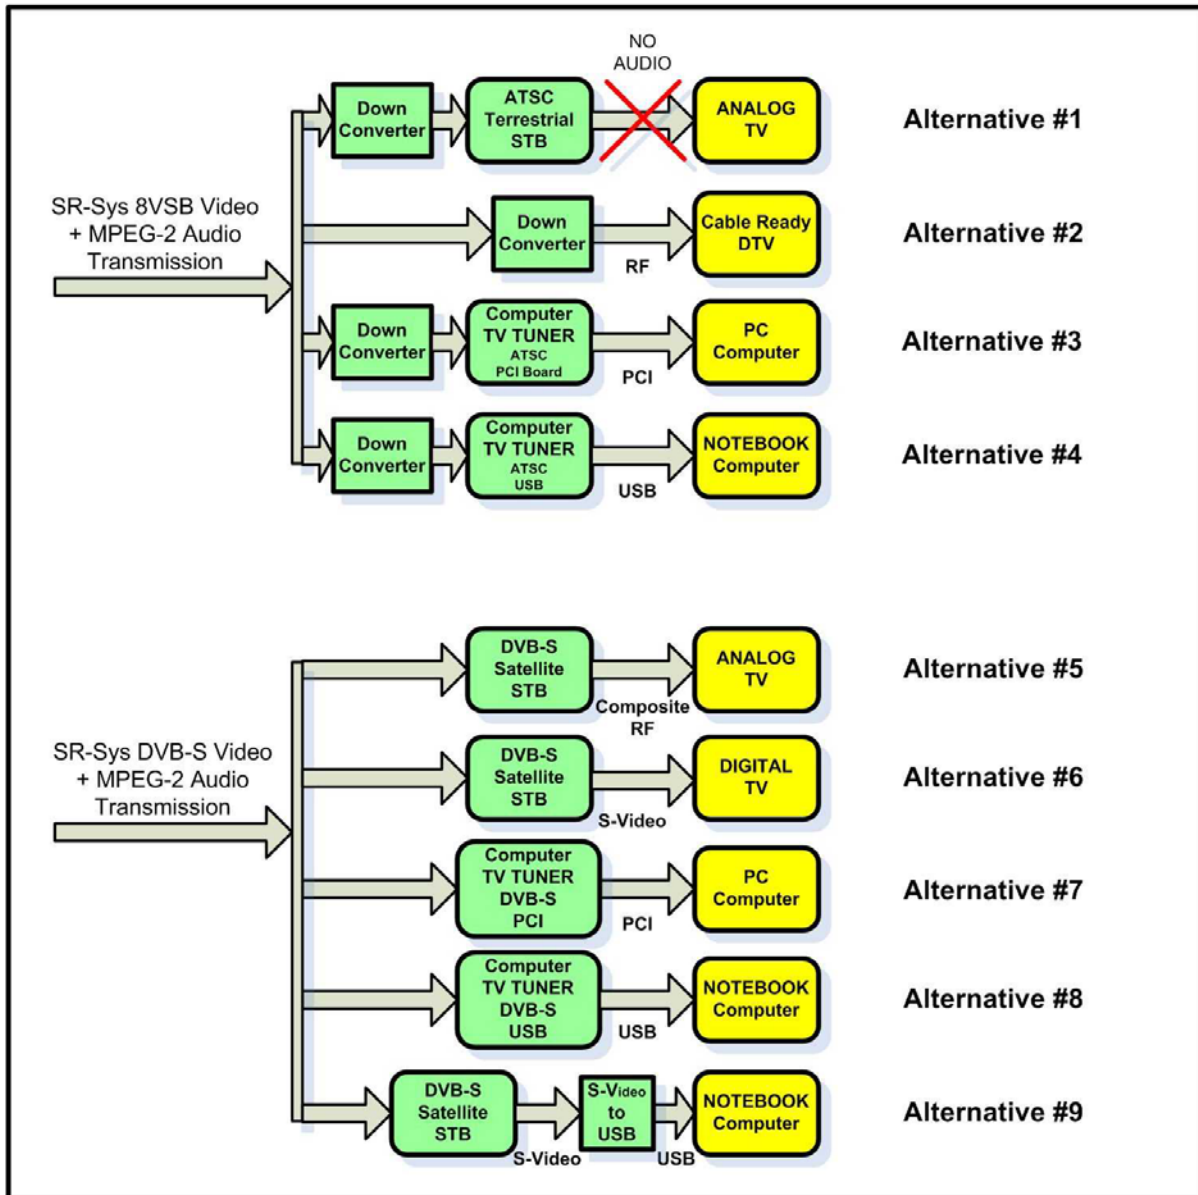 NO
AUDIO
Down
Converter
ATSC
Terrestrial
STB
ANALOG
TV
Alternative #1
SR-Sys 8VSB Video
+ MPEG-2 Audio
Transmission
Down
Converter
RF
Cable Ready
DTV
Alternative #2
Down
Converter
Computer
TV TUNER
ATSC
PCI Board
PCI
PC
Computer
Alternative #3
Down
Converter
Computer
TV TUNER
ATSC
USB
USB
NOTEBOOK
Computer
Alternative #4
DVB-S
Satellite
STB
Composite
RF
ANALOG
TV
Alternative #5
SR-Sys DVB-S Video
+ MPEG-2 Audio
Transmission
DVB-S
Satellite
STB
S-Video
DIGITAL
TV
Alternative #6
Computer
TV TUNER
DVB-S
PCI
PCI
PC
Computer
Alternative #7
Computer
TV TUNER
DVB-S
USB
USB
NOTEBOOK
Computer
Alternative #8
DVB-S
Satellite
STB
S-Video
S-Video
to
USB
USB
NOTEBOOK
Computer
Alternative #9